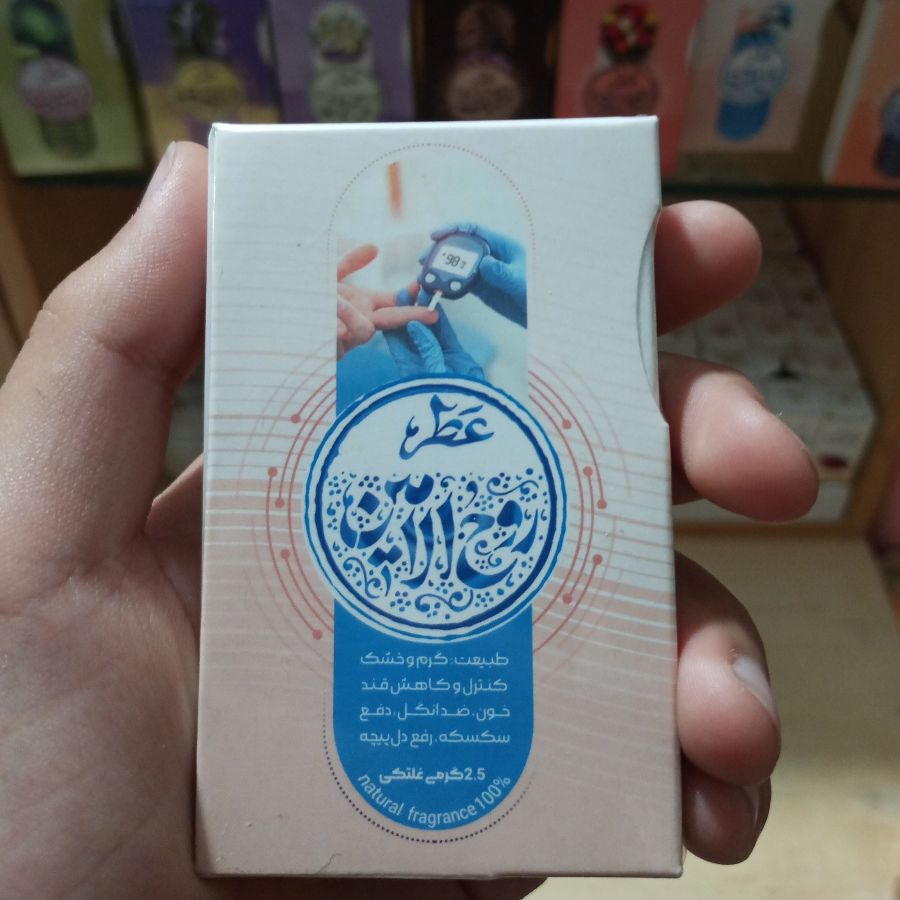 98
عطر
روح الامین
طبیعت: گرم و خشک
کنترل و کاهش قند
خون، ضد انگل، دفع
سکسکه، رفع دل پیچه
2.5 گرمی غلتکی
natural fragrance 100%